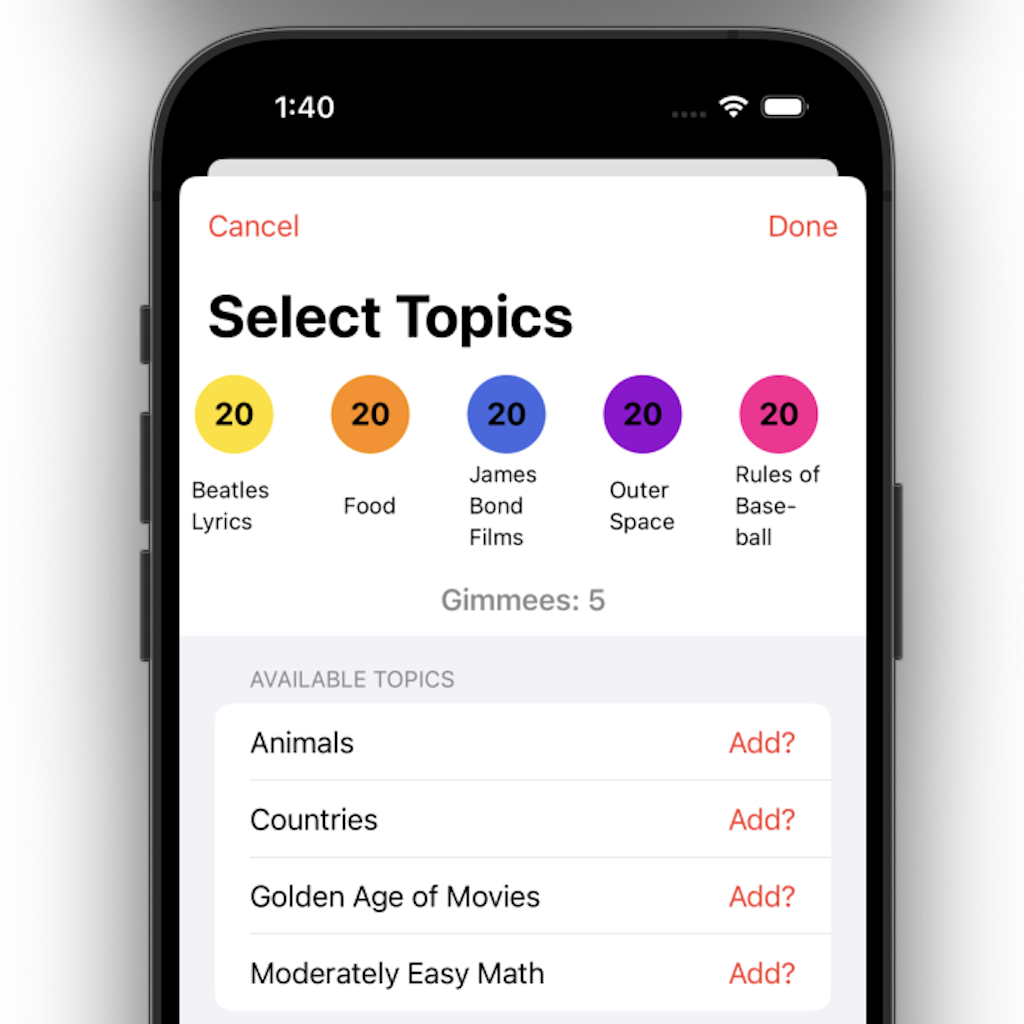 1:40
Cancel
Done
Select Topics
20
20
20
20
20
Beatles
Lyrics
Food
James
Bond
Films
Outer
Space
Rules of
Base-
ball
Gimmees: 5
AVAILABLE TOPICS
Animals
Add?
Countries
Add?
Golden Age of Movies
Add?
Moderately Easy Math
Add?